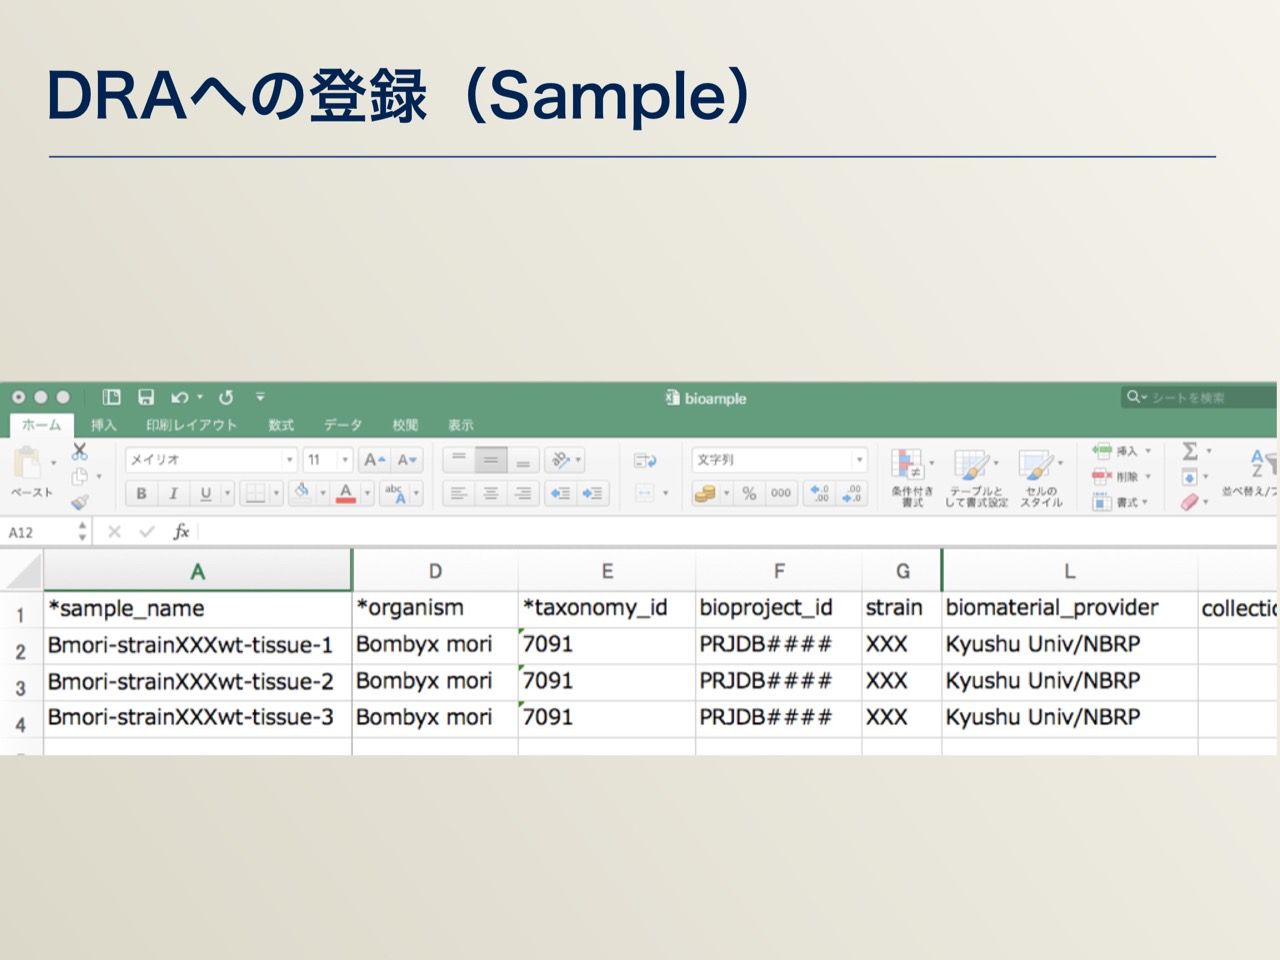 DRAへの登録（Sample）
bioample
シートを検索
ホーム 挿入 印刷レイアウト 数式 データ 校閲 表示
ペースト
メイリオ 11 A A
文字列
B I U A abc A
% 000 .0 .00 .00 .0
条件付き
書式
テーブルと
して書式設定
セルの
スタイル
挿入
削除
書式
Σ
A
Z
並べ替え/フ
A12 fx
A D E F G L
1 *sample_name *organism *taxonomy_id bioproject_id strain biomaterial_provider collectio
2 Bmori-strainXXXwt-tissue-1 Bombyx mori 7091 PRJDB#### XXX Kyushu Univ/NBRP
3 Bmori-strainXXXwt-tissue-2 Bombyx mori 7091 PRJDB#### XXX Kyushu Univ/NBRP
4 Bmori-strainXXXwt-tissue-3 Bombyx mori 7091 PRJDB#### XXX Kyushu Univ/NBRP